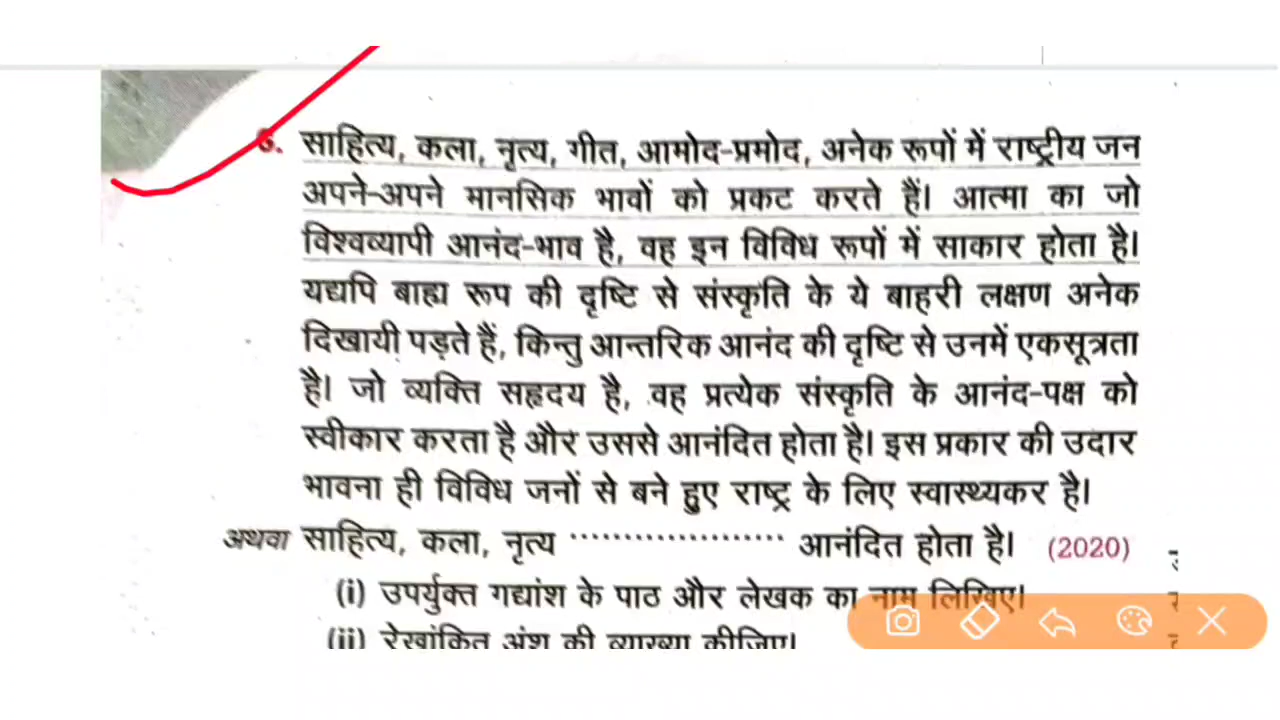 6. साहित्य, कला, नृत्य, गीत, आमोद-प्रमोद, अनेक रूपों में राष्ट्रीय जन
अपने-अपने मानसिक भावों को प्रकट करते हैं। आत्मा का जो
विश्वव्यापी आनंद-भाव है, वह इन विविध रूपों में साकार होता है।
यद्यपि बाह्य रूप की दृष्टि से संस्कृति के ये बाहरी लक्षण अनेक
दिखायी पड़ते हैं, किन्तु आन्तरिक आनंद की दृष्टि से उनमें एकसूत्रता
है। जो व्यक्ति सहृदय है, वह प्रत्येक संस्कृति के आनंद-पक्ष को
स्वीकार करता है और उससे आनंदित होता है। इस प्रकार की उदार
भावना ही विविध जनों से बने हुए राष्ट्र के लिए स्वास्थ्यकर है।
अथवा साहित्य, कला, नृत्य ..................... आनंदित होता है। (2020)
(i) उपर्युक्त गद्यांश के पाठ और लेखक का नाम लिखिए।
(ii) रेखांकित अंश की व्याख्या कीजिए।